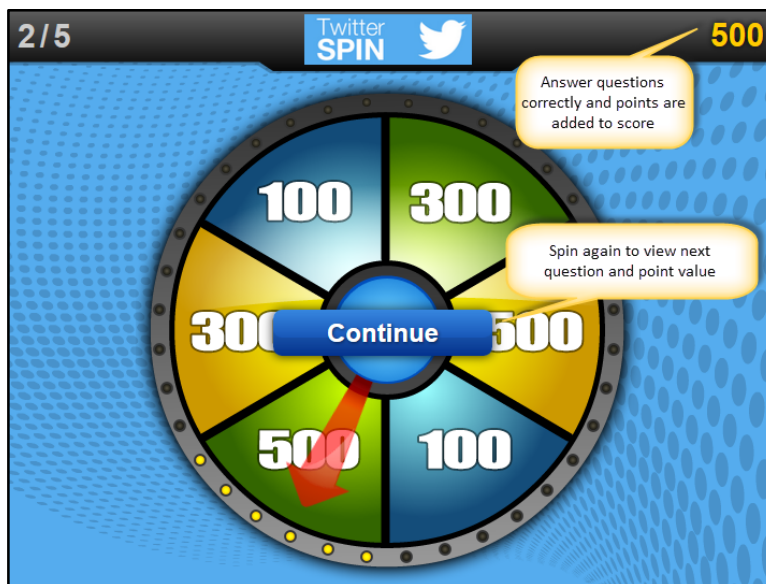 2/5
Twitter
SPIN
500
Answer questions
correctly and points are
added to score
100
300
Spin again to view next
question and point value
300
Continue
500
500
100